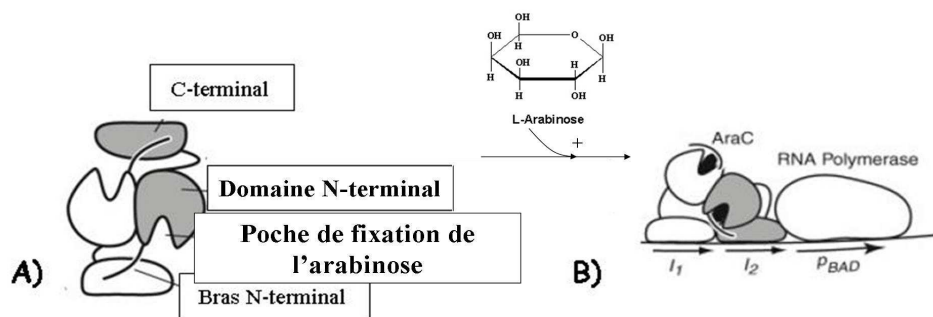 C-terminal
Domaine N-terminal
Poche de fixation de
l'arabinose
Bras N-terminal
A)
OH
O
OH
OH
H
H
OH
H
H
H
H
OH
H
OH
L-Arabinose
+
AraC
RNA Polymerase
I1
I2
PBAD
B)